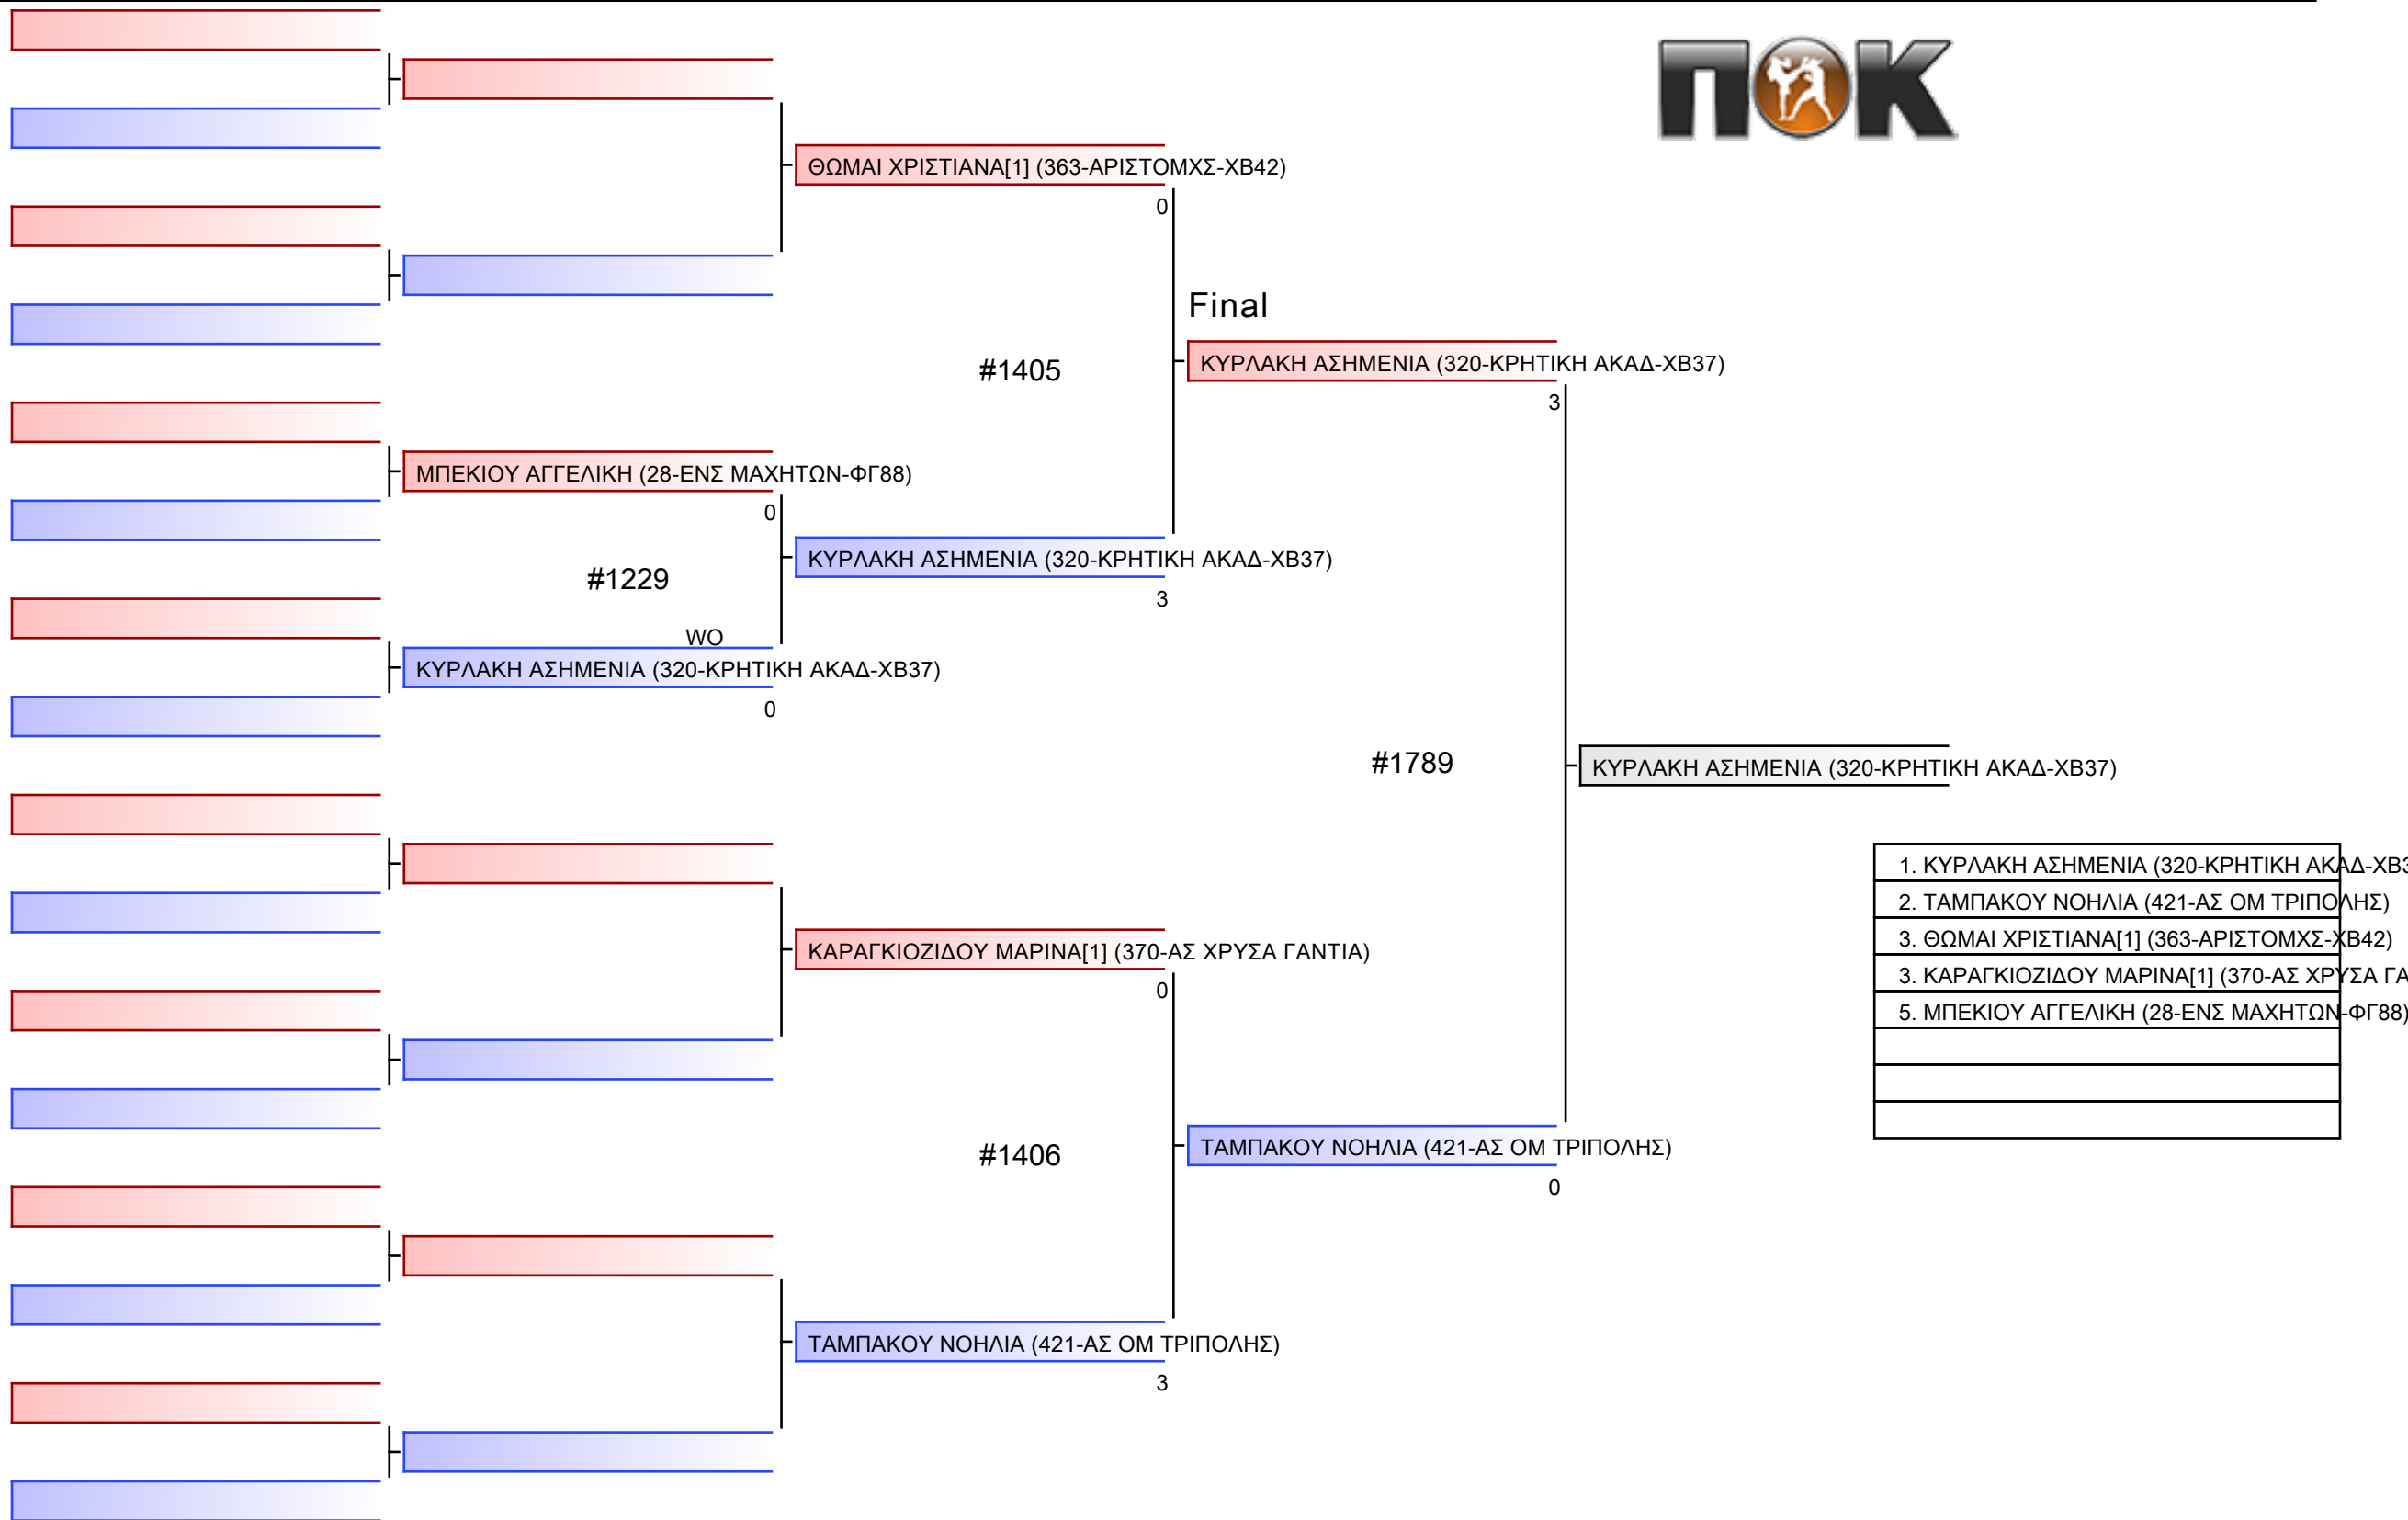 ΠΟΚ
ΘΩΜΑΙ ΧΡΙΣΤΙΑΝΑ[1] (363-ΑΡΙΣΤΟΜΧΣ-ΧΒ42)
0
Final
#1405
ΚΥΡΛΑΚΗ ΑΣΗΜΕΝΙΑ (320-ΚΡΗΤΙΚΗ ΑΚΑΔ-ΧΒ37)
3
ΜΠΕΚΙΟΥ ΑΓΓΕΛΙΚΗ (28-ΕΝΣ ΜΑΧΗΤΩΝ-ΦΓ88)
0
#1229
ΚΥΡΛΑΚΗ ΑΣΗΜΕΝΙΑ (320-ΚΡΗΤΙΚΗ ΑΚΑΔ-ΧΒ37)
3
WO
ΚΥΡΛΑΚΗ ΑΣΗΜΕΝΙΑ (320-ΚΡΗΤΙΚΗ ΑΚΑΔ-ΧΒ37)
0
#1789
ΚΥΡΛΑΚΗ ΑΣΗΜΕΝΙΑ (320-ΚΡΗΤΙΚΗ ΑΚΑΔ-ΧΒ37)
ΚΑΡΑΓΚΙΟΖΙΔΟΥ ΜΑΡΙΝΑ[1] (370-ΑΣ ΧΡΥΣΑ ΓΑΝΤΙΑ)
0
#1406
ΤΑΜΠΑΚΟΥ ΝΟΗΛΙΑ (421-ΑΣ ΟΜ ΤΡΙΠΟΛΗΣ)
0
ΤΑΜΠΑΚΟΥ ΝΟΗΛΙΑ (421-ΑΣ ΟΜ ΤΡΙΠΟΛΗΣ)
3
1. ΚΥΡΛΑΚΗ ΑΣΗΜΕΝΙΑ (320-ΚΡΗΤΙΚΗ ΑΚΑΔ-ΧΒ3
2. ΤΑΜΠΑΚΟΥ ΝΟΗΛΙΑ (421-ΑΣ ΟΜ ΤΡΙΠΟΛΗΣ)
3. ΘΩΜΑΙ ΧΡΙΣΤΙΑΝΑ[1] (363-ΑΡΙΣΤΟΜΧΣ-ΧΒ42)
3. ΚΑΡΑΓΚΙΟΖΙΔΟΥ ΜΑΡΙΝΑ[1] (370-ΑΣ ΧΡΥΣΑ ΓΑ
5. ΜΠΕΚΙΟΥ ΑΓΓΕΛΙΚΗ (28-ΕΝΣ ΜΑΧΗΤΩΝ-ΦΓ88)